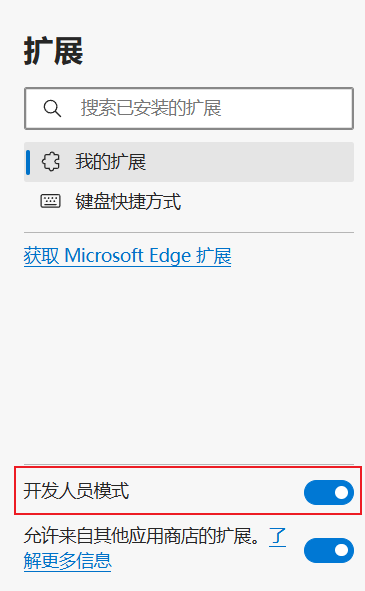 扩展
搜索已安装的扩展
我的扩展
键盘快捷方式
获取 Microsoft Edge 扩展
开发人员模式
允许来自其他应用商店的扩展。了
解更多信息